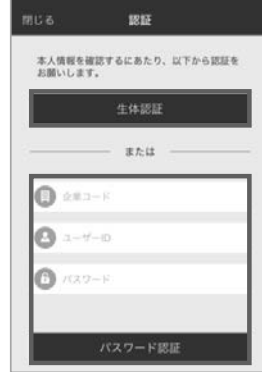 閉じる 認証
本人情報を確認するにあたり、以下から認証を
お願いします。
生体認証
または
企業コード
ユーザーID
パスワード
パスワード認証